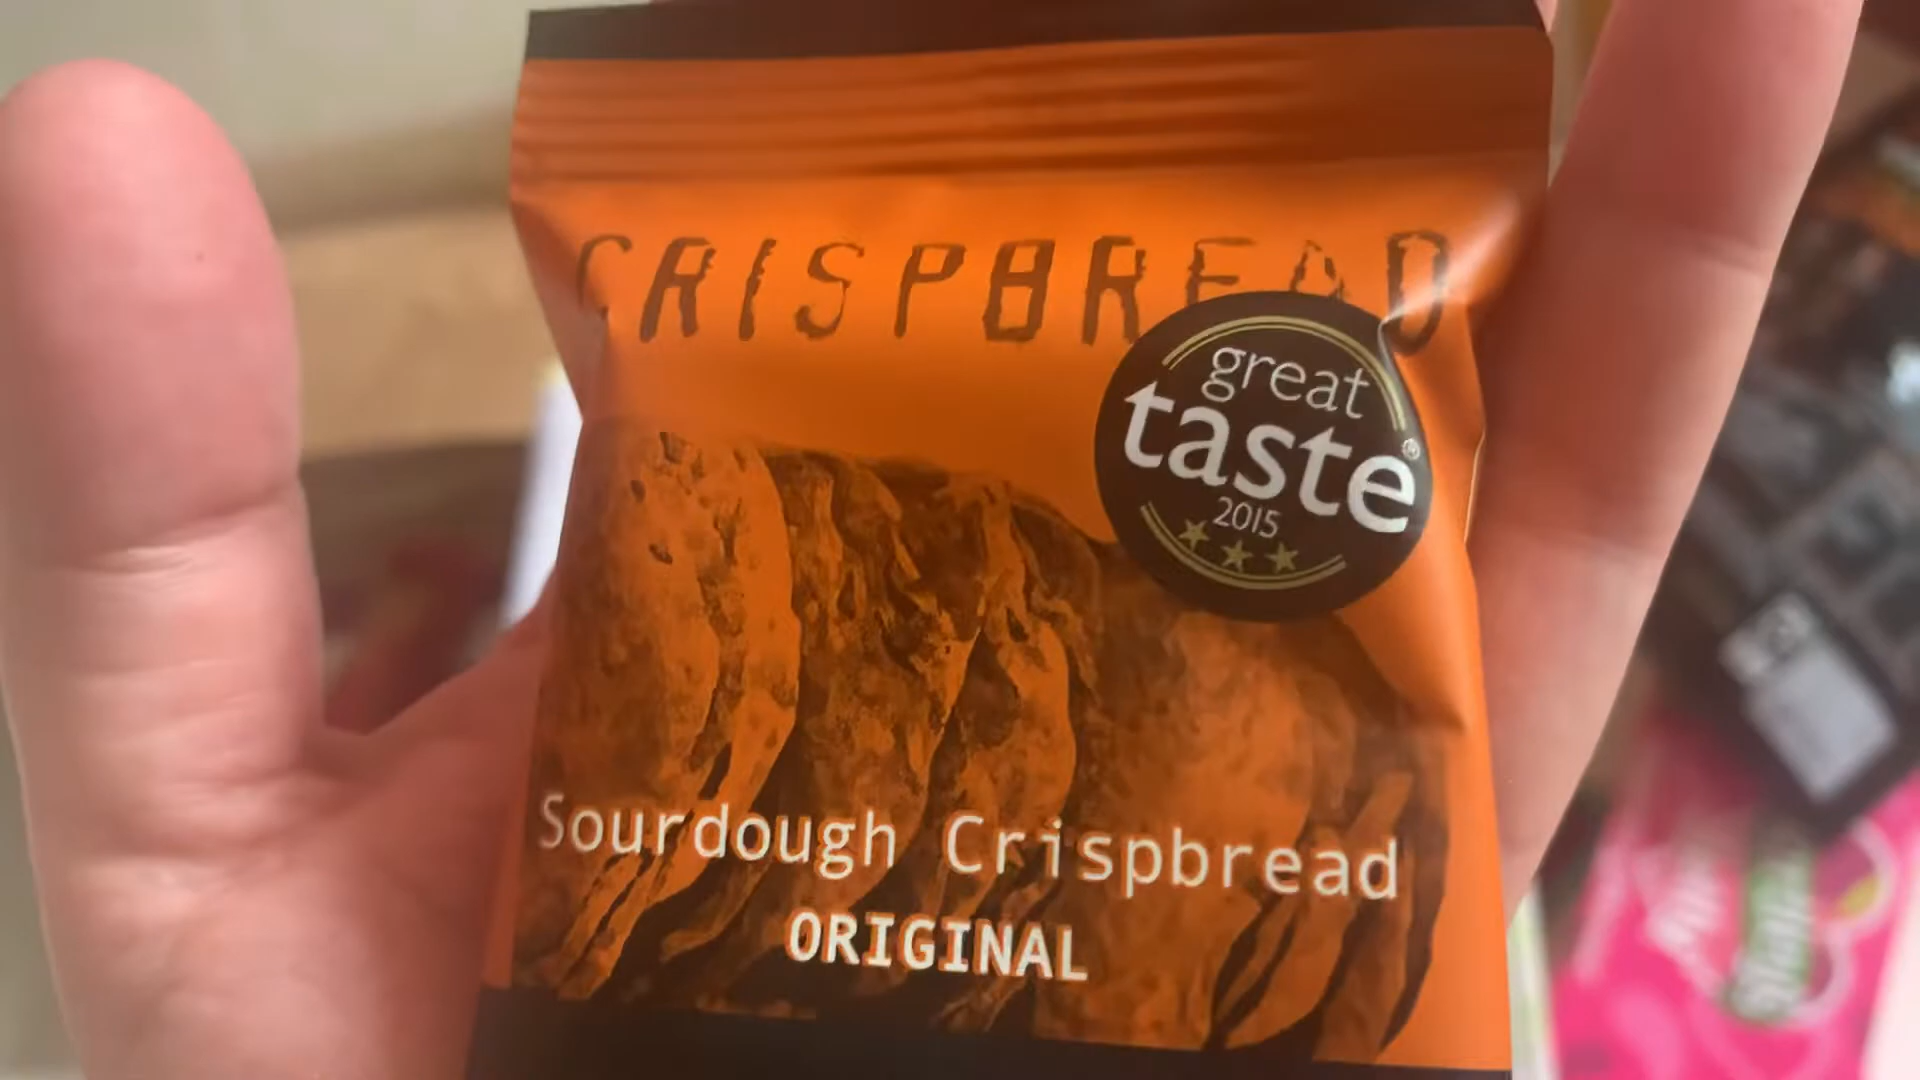 CRISPBREAD
great
taste®
2015
Sourdough Crispbread
ORIGINAL